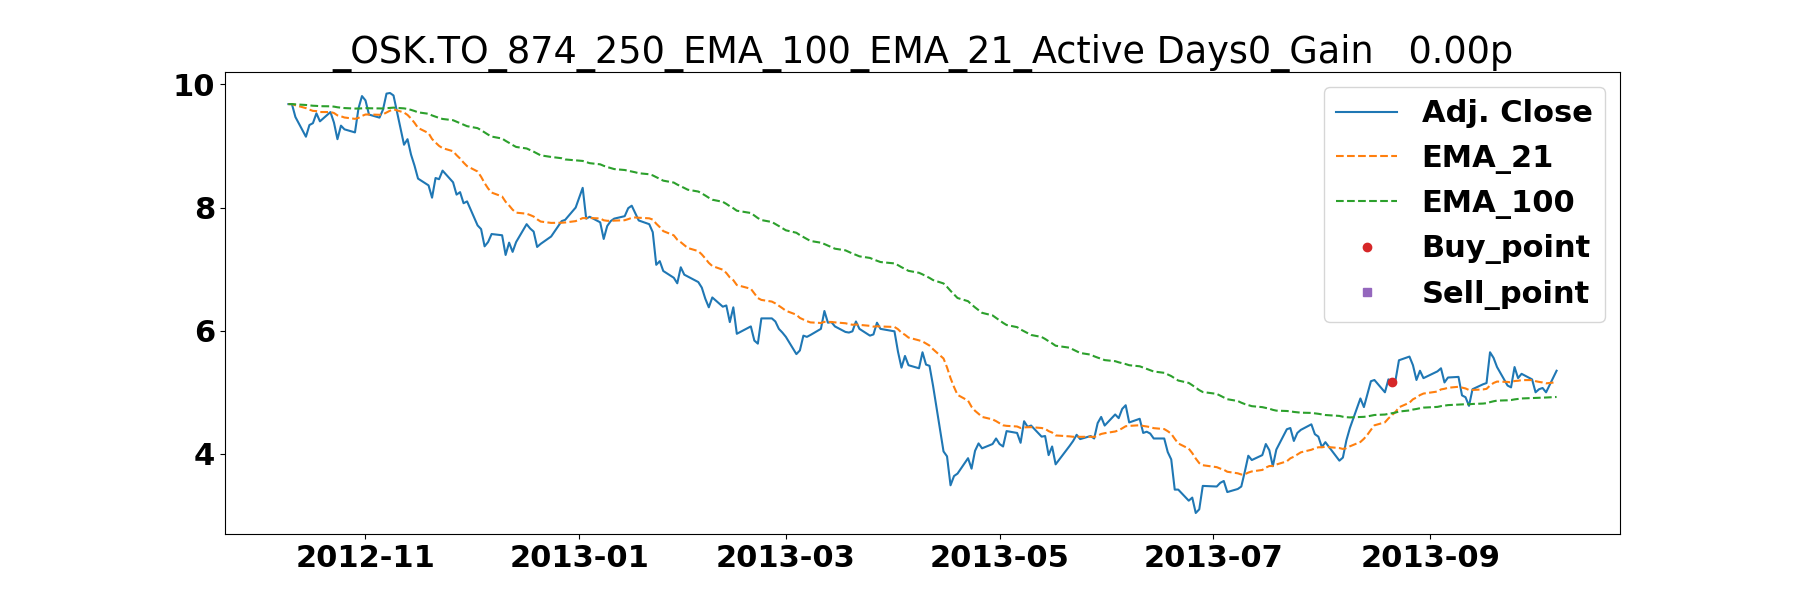 _OSK.TO_874_250_EMA_100_EMA_21_Active Days0_Gain   0.00p
10
8
6
4
Adj. Close
EMA_21
EMA_100
Buy_point
Sell_point
2012-11 2013-01 2013-03 2013-05 2013-07 2013-09